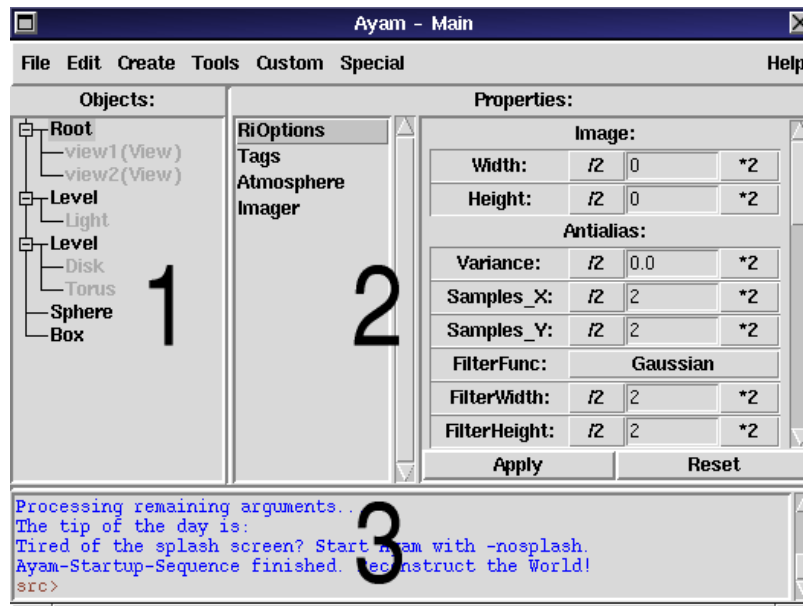 Ayam - Main
File Edit Create Tools Custom Special Help
Objects:
Root
view1(View)
view2(View)
Level
Light
Level
Disk
Torus
Sphere
Box
1
Properties:
RiOptions
Tags
Atmosphere
Imager
2
Image:
Width: /2 0 *2
Height: /2 0 *2
Antialias:
Variance: /2 0.0 *2
Samples_X: /2 2 *2
Samples_Y: /2 2 *2
FilterFunc: Gaussian
FilterWidth: /2 2 *2
FilterHeight: /2 2 *2
Apply Reset
Processing remaining arguments..
The tip of the day is:
Tired of the splash screen? Start Ayam with -nosplash.
Ayam-Startup-Sequence finished. Reconstruct the World!
src>
3